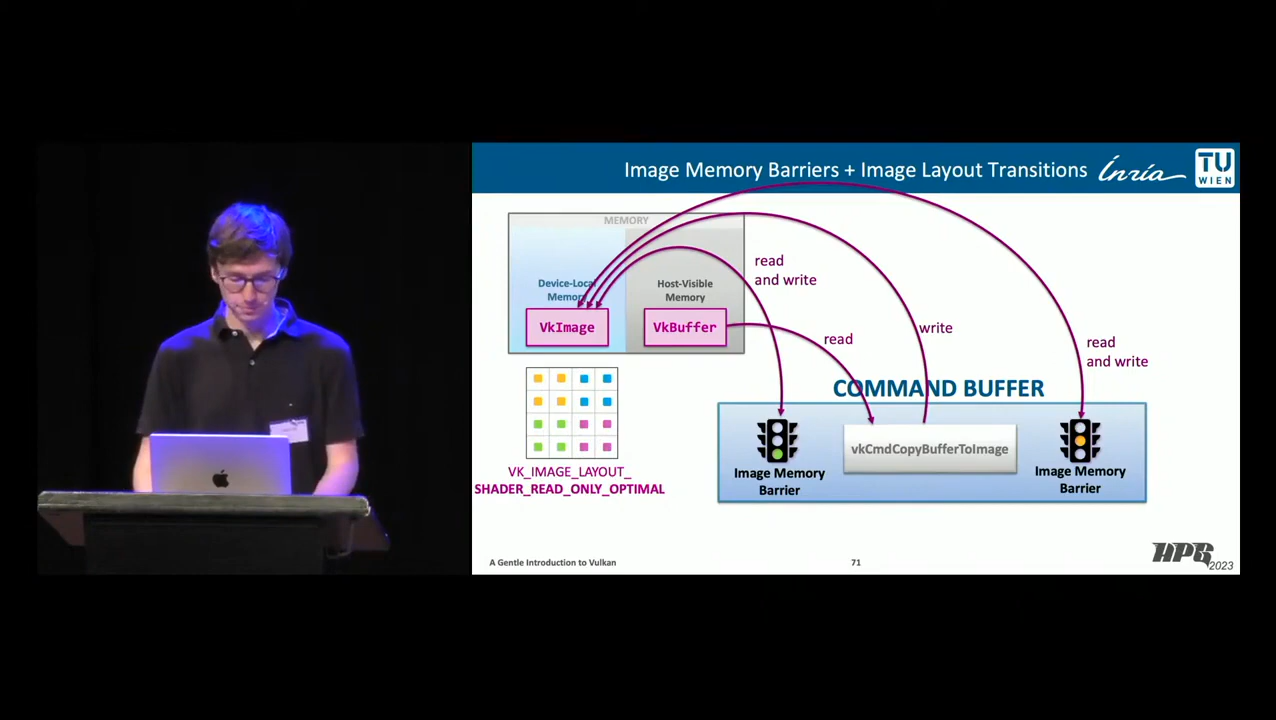 Image Memory Barriers + Image Layout Transitions
Inria
TU
WIEN
MEMORY
Device-Local
Memory
Host-Visible
Memory
VkImage
VkBuffer
read
and write
read
write
read
and write
COMMAND BUFFER
vkCmdCopyBufferToImage
Image Memory
Barrier
Image Memory
Barrier
VK_IMAGE_LAYOUT_
SHADER_READ_ONLY_OPTIMAL
A Gentle Introduction to Vulkan
71
HPG
2023